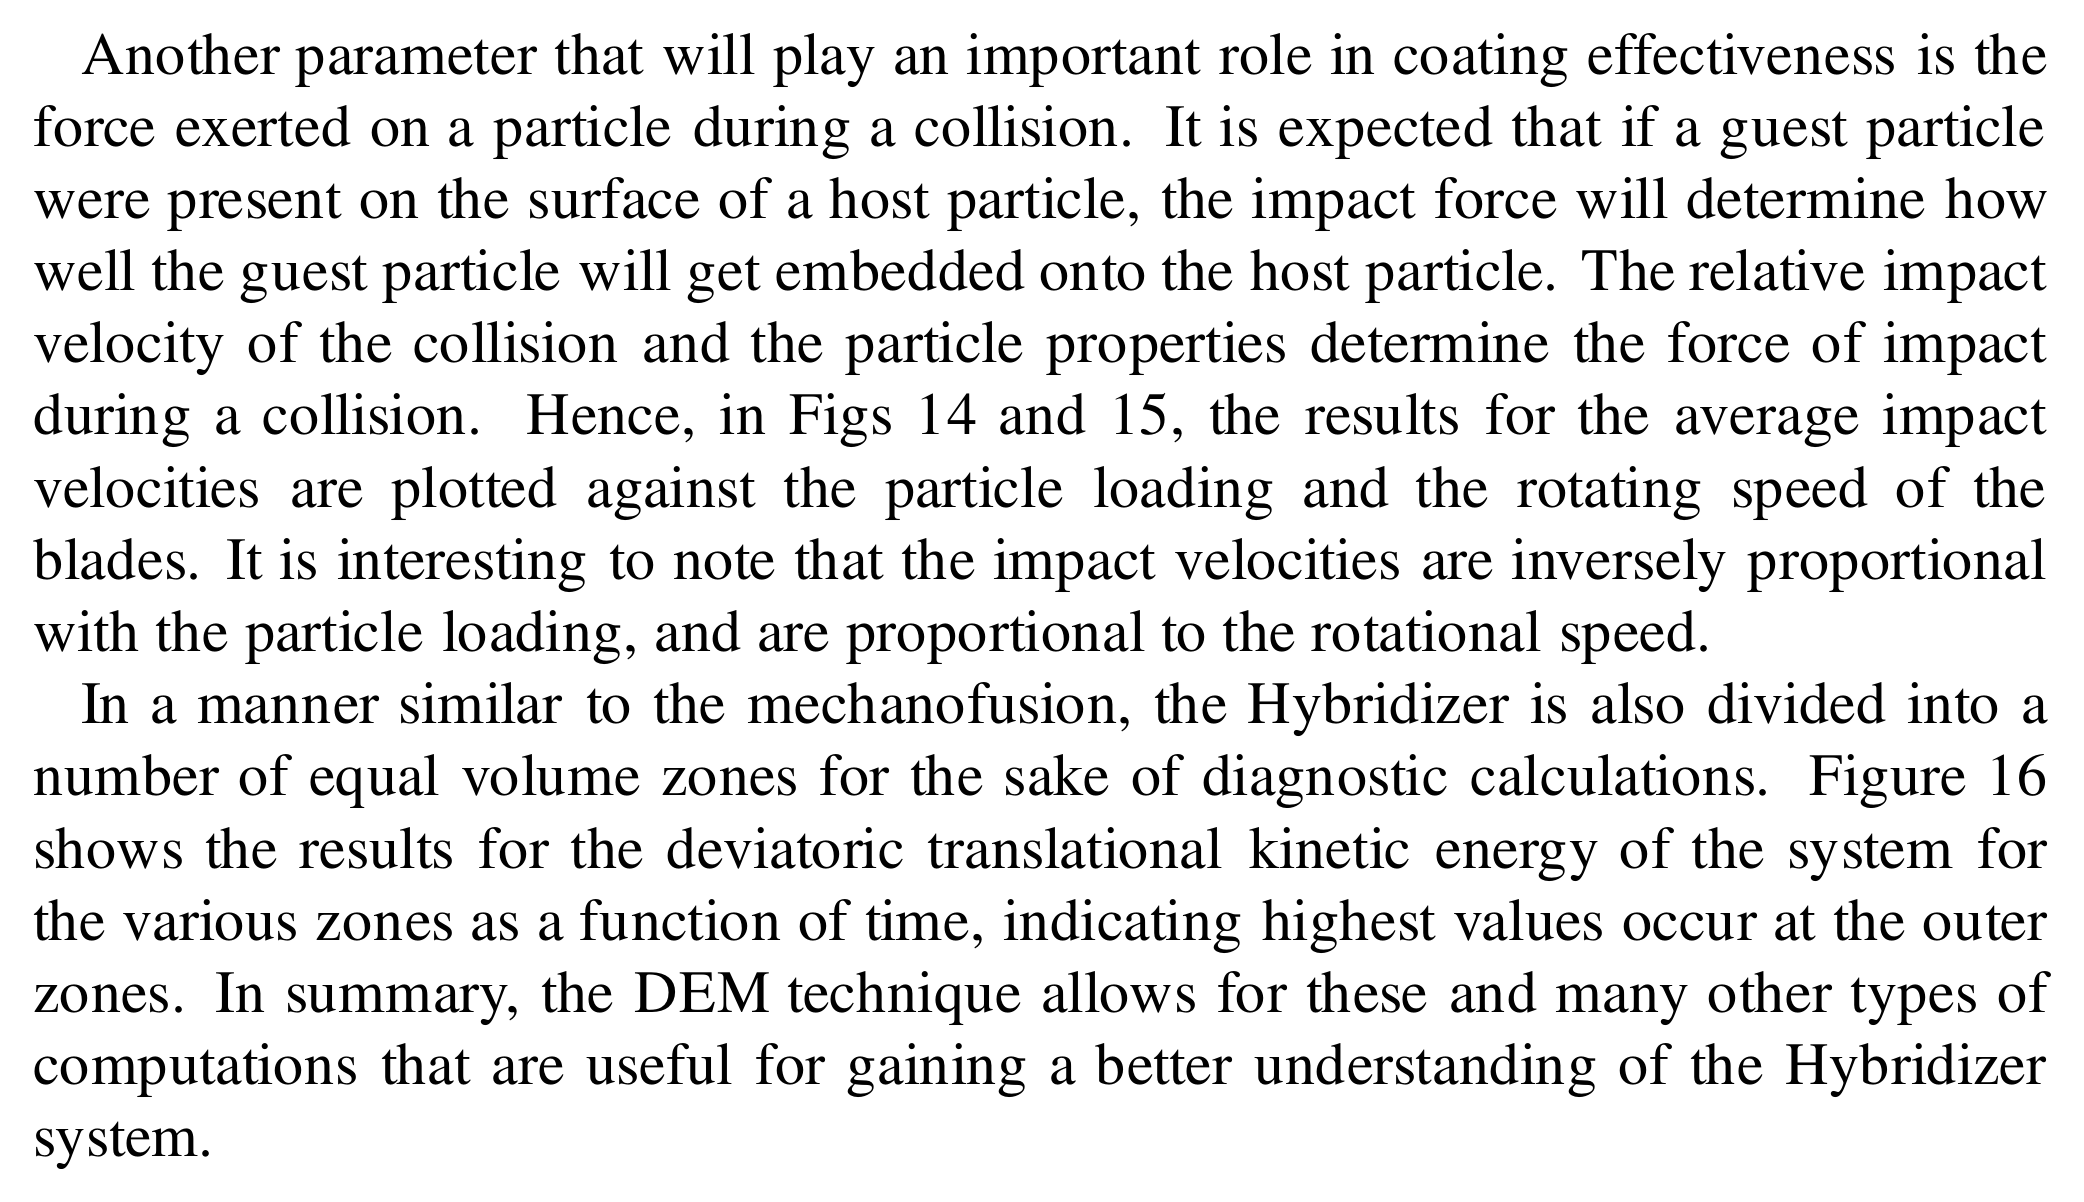 Another parameter that will play an important role in coating effectiveness is the
force exerted on a particle during a collision. It is expected that if a guest particle
were present on the surface of a host particle, the impact force will determine how
well the guest particle will get embedded onto the host particle. The relative impact
velocity of the collision and the particle properties determine the force of impact
during a collision. Hence, in Figs 14 and 15, the results for the average impact
velocities are plotted against the particle loading and the rotating speed of the
blades. It is interesting to note that the impact velocities are inversely proportional
with the particle loading, and are proportional to the rotational speed.
In a manner similar to the mechanofusion, the Hybridizer is also divided into a
number of equal volume zones for the sake of diagnostic calculations. Figure 16
shows the results for the deviatoric translational kinetic energy of the system for
the various zones as a function of time, indicating highest values occur at the outer
zones. In summary, the DEM technique allows for these and many other types of
computations that are useful for gaining a better understanding of the Hybridizer
system.